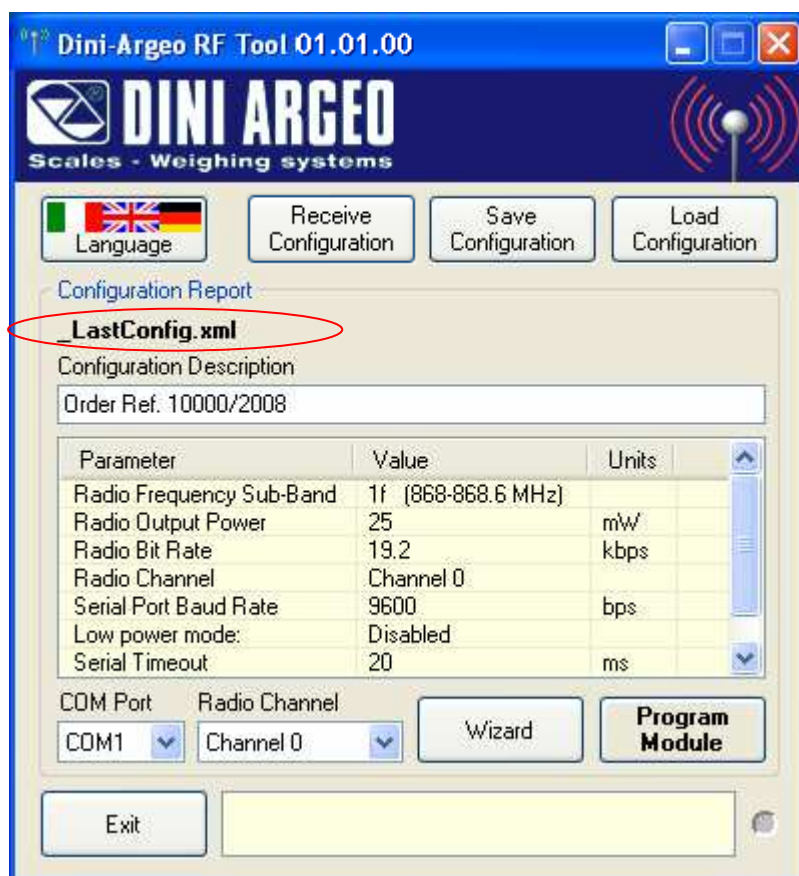 Dini-Argeo RF Tool 01.01.00
DINI ARGEO
Scales - Weighing systems
Language
Receive Configuration
Save Configuration
Load Configuration
Configuration Report
_LastConfig.xml
Configuration Description
Order Ref. 10000/2008
Parameter Value Units
Radio Frequency Sub-Band 1f (868-868.6 MHz)
Radio Output Power 25 mW
Radio Bit Rate 19.2 kbps
Radio Channel Channel 0
Serial Port Baud Rate 9600 bps
Low power mode: Disabled
Serial Timeout 20 ms
COM Port Radio Channel
COM1 Channel 0 Wizard Program Module
Exit